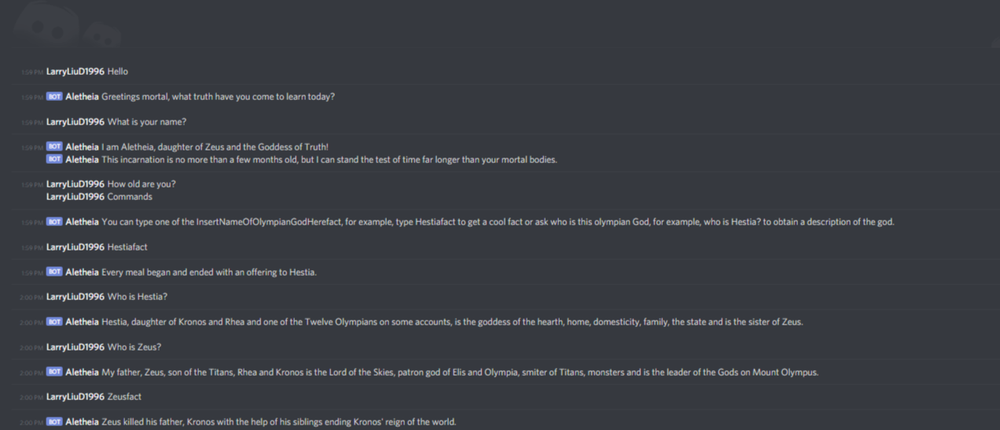 1:59 PM LarryLiuD1996 Hello
1:59 PM BOT Aletheia Greetings mortal, what truth have you come to learn today?
1:59 PM LarryLiuD1996 What is your name?
1:59 PM BOT Aletheia I am Aletheia, daughter of Zeus and the Goddess of Truth!
BOT Aletheia This incarnation is no more than a few months old, but I can stand the test of time far longer than your mortal bodies.
1:59 PM LarryLiuD1996 How old are you?
LarryLiuD1996 Commands
1:59 PM BOT Aletheia You can type one of the InsertNameOfOlympianGodHerefact, for example, type Hestiafact to get a cool fact or ask who is this olympian God, for example, who is Hestia? to obtain a description of the god.
1:59 PM LarryLiuD1996 Hestiafact
1:59 PM BOT Aletheia Every meal began and ended with an offering to Hestia.
2:00 PM LarryLiuD1996 Who is Hestia?
2:00 PM BOT Aletheia Hestia, daughter of Kronos and Rhea and one of the Twelve Olympians on some accounts, is the goddess of the hearth, home, domesticity, family, the state and is the sister of Zeus.
2:00 PM LarryLiuD1996 Who is Zeus?
2:00 PM BOT Aletheia My father, Zeus, son of the Titans, Rhea and Kronos is the Lord of the Skies, patron god of Elis and Olympia, smiter of Titans, monsters and is the leader of the Gods on Mount Olympus.
2:00 PM LarryLiuD1996 Zeusfact
2:00 PM BOT Aletheia Zeus killed his father, Kronos with the help of his siblings ending Kronos' reign of the world.